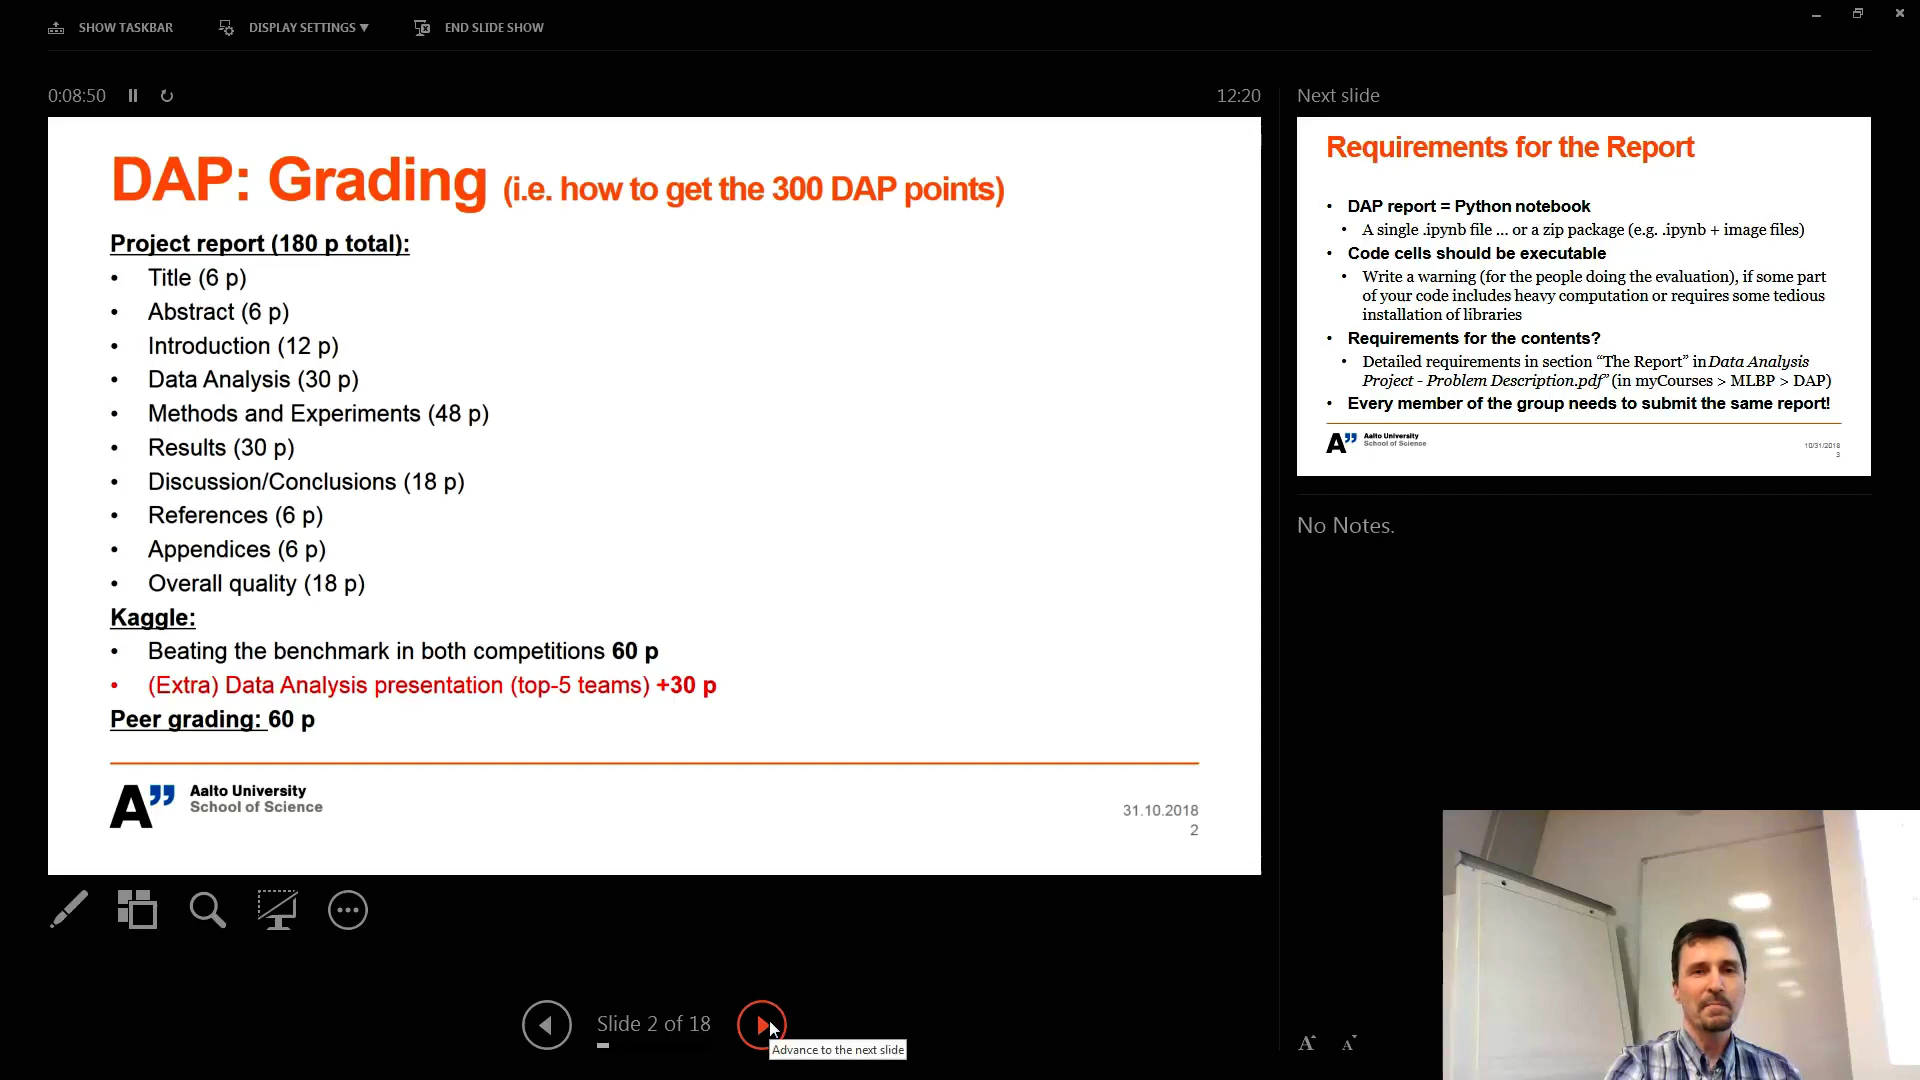 SHOW TASKBAR
DISPLAY SETTINGS ▾
END SLIDE SHOW
0:08:50
12:20
DAP: Grading (i.e. how to get the 300 DAP points)
Project report (180 p total):
• Title (6 p)
• Abstract (6 p)
• Introduction (12 p)
• Data Analysis (30 p)
• Methods and Experiments (48 p)
• Results (30 p)
• Discussion/Conclusions (18 p)
• References (6 p)
• Appendices (6 p)
• Overall quality (18 p)
Kaggle:
• Beating the benchmark in both competitions 60 p
• (Extra) Data Analysis presentation (top-5 teams) +30 p
Peer grading: 60 p
A”
Aalto University
School of Science
31.10.2018
2
Slide 2 of 18
Advance to the next slide
Next slide
Requirements for the Report
• DAP report = Python notebook
• A single .ipynb file ... or a zip package (e.g. .ipynb + image files)
• Code cells should be executable
• Write a warning (for the people doing the evaluation), if some part
of your code includes heavy computation or requires some tedious
installation of libraries
• Requirements for the contents?
• Detailed requirements in section “The Report” in Data Analysis
Project - Problem Description.pdf” (in myCourses > MLBP > DAP)
• Every member of the group needs to submit the same report!
A”
Aalto University
School of Science
10/31/2018
3
No Notes.
A
A